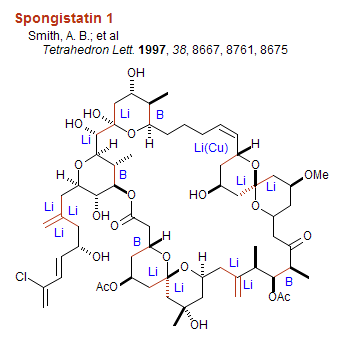 Spongistatin 1
Smith, A. B.; et al
Tetrahedron Lett. 1997, 38, 8667, 8761, 8675
OH
HO
Li
B
HO
O
H
Li
H
Li(Cu)
H
H
O
B
O
Li
Li
OMe
O
HO
O
Li
OH
Li
O
O
Li
H
B
O
O
Li
Li
OH
Li
Li
H
Cl
AcO
O
B
OAc
Li
OH